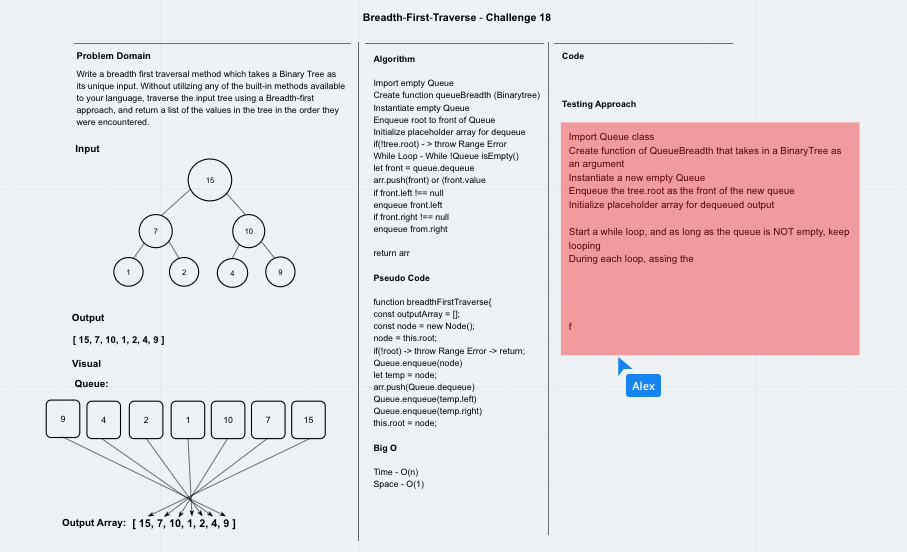 Breadth-First-Traverse - Challenge 18
Problem Domain
Write a breadth first traversal method which takes a Binary Tree as
its unique input. Without utilizing any of the built-in methods available
to your language, traverse the input tree using a Breadth-first
approach, and return a list of the values in the tree in the order they
were encountered.
Input
15
7
10
1
2
4
9
Output
[ 15, 7, 10, 1, 2, 4, 9 ]
Visual
Queue:
9
4
2
1
10
7
15
Output Array: [ 15, 7, 10, 1, 2, 4, 9 ]
Algorithm
Import empty Queue
Create function queueBreadth (Binarytree)
Instantiate empty Queue
Enqueue root to front of Queue
Initialize placeholder array for dequeue
if(!tree.root) - > throw Range Error
While Loop - While !Queue isEmpty()
let front = queue.dequeue
arr.push(front) or (front.value
if front.left !== null
enqueue front.left
if front.right !== null
enqueue from.right
return arr
Pseudo Code
function breadthFirstTraverse{
const outputArray = [];
const node = new Node();
node = this.root;
if(!root) -> throw Range Error -> return;
Queue.enqueue(node)
let temp = node;
arr.push(Queue.dequeue)
Queue.enqueue(temp.left)
Queue.enqueue(temp.right)
this.root = node;
Big O
Time - O(n)
Space - O(1)
Code
Testing Approach
Import Queue class
Create function of QueueBreadth that takes in a BinaryTree as
an argument
Instantiate a new empty Queue
Enqueue the tree.root as the front of the new queue
Initialize placeholder array for dequeued output
Start a while loop, and as long as the queue is NOT empty, keep
looping
During each loop, assing the
f
Alex